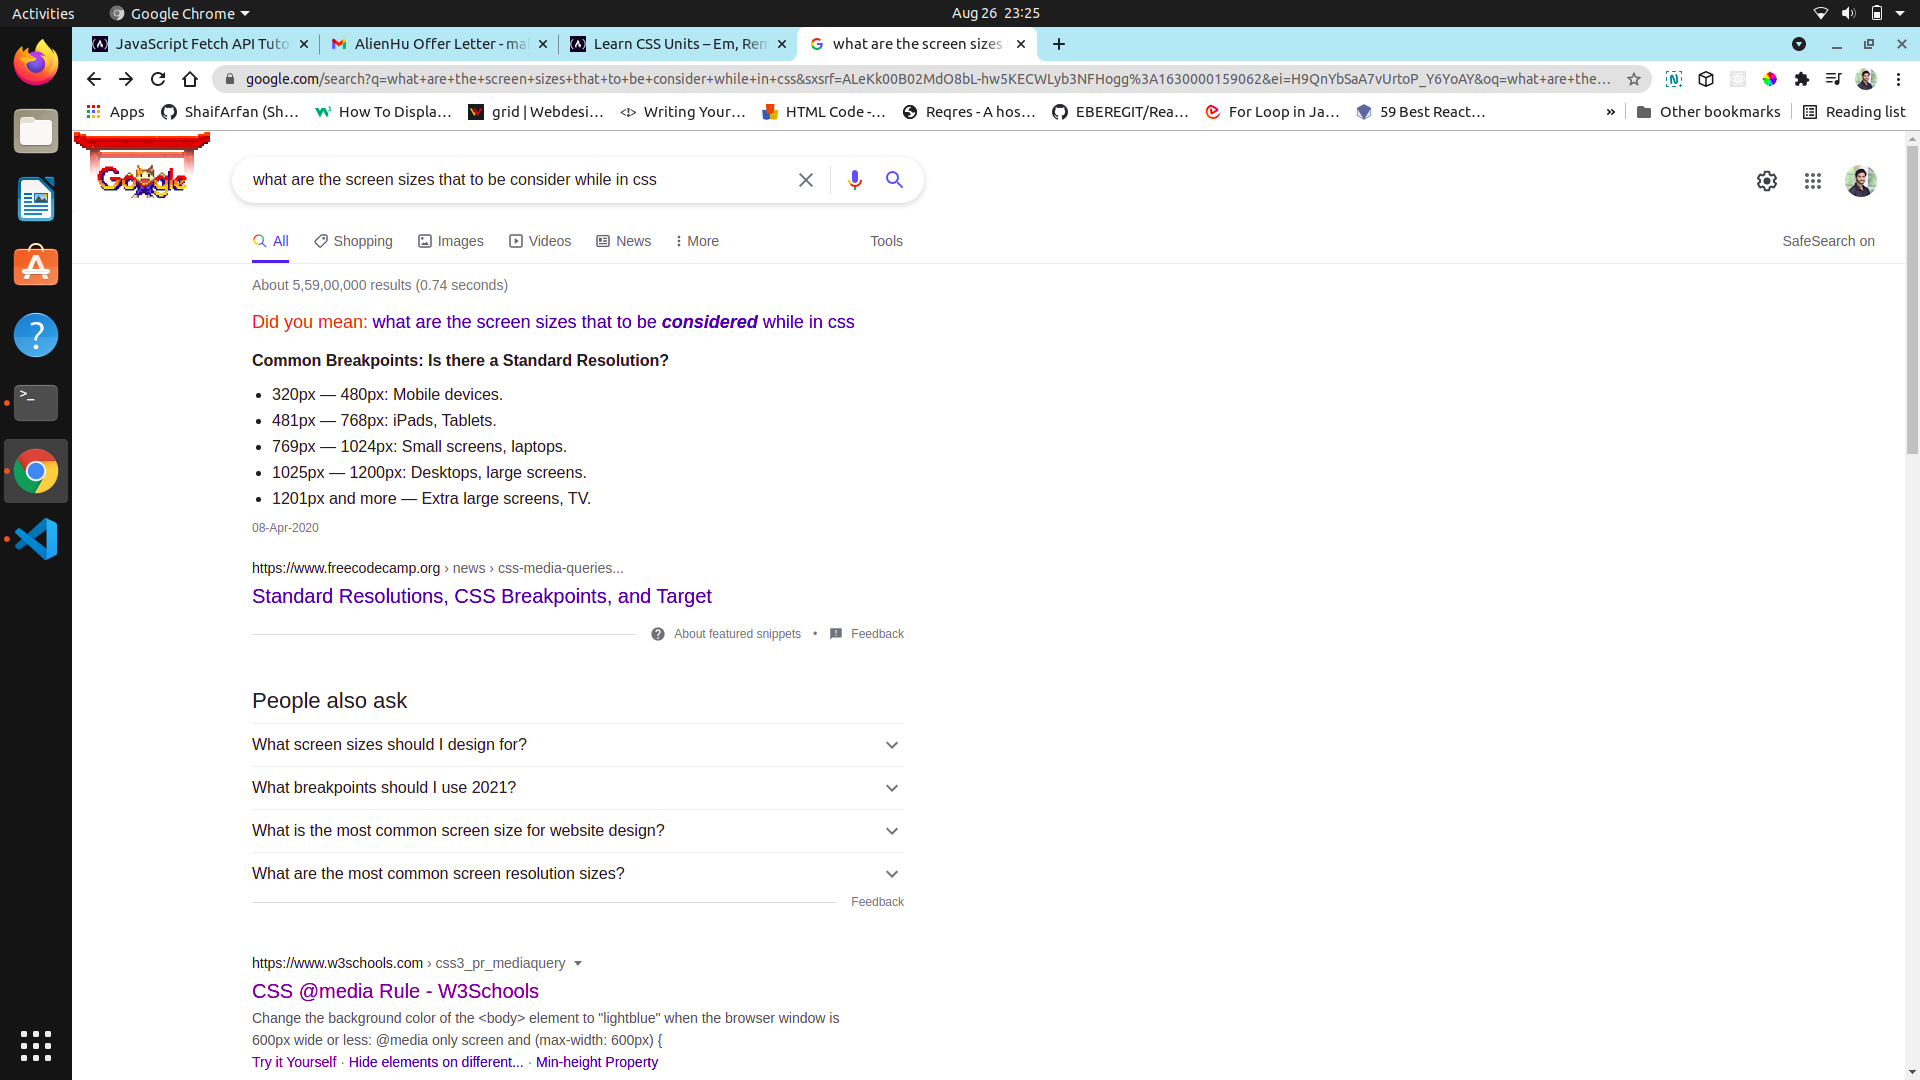 Activities
Google Chrome
Aug 26 23:25
JavaScript Fetch API Tuto
AlienHu Offer Letter - ma
Learn CSS Units – Em, Rem
what are the screen sizes
google.com/search?q=what+are+the+screen+sizes+that+to+be+consider+while+in+css&sxsrf=ALeKk00B02MdO8bL-hw5KECWLyb3NFHogg%3A1630000159062&ei=H9QnYbSaA7vUrtoP_Y6YoAY&oq=what+are+the...
Apps
ShaifArfan (Sh...
How To Displa...
grid | Webdesi...
Writing Your...
HTML Code -...
Reqres - A hos...
EBEREGIT/Rea...
For Loop in Ja...
59 Best React...
»
Other bookmarks
Reading list
Google
what are the screen sizes that to be consider while in css
All
Shopping
Images
Videos
News
More
Tools
SafeSearch on
About 5,59,00,000 results (0.74 seconds)
Did you mean: what are the screen sizes that to be considered while in css
Common Breakpoints: Is there a Standard Resolution?
• 320px — 480px: Mobile devices.
• 481px — 768px: iPads, Tablets.
• 769px — 1024px: Small screens, laptops.
• 1025px — 1200px: Desktops, large screens.
• 1201px and more — Extra large screens, TV.
08-Apr-2020
https://www.freecodecamp.org › news › css-media-queries...
Standard Resolutions, CSS Breakpoints, and Target
About featured snippets • Feedback
People also ask
What screen sizes should I design for?
What breakpoints should I use 2021?
What is the most common screen size for website design?
What are the most common screen resolution sizes?
Feedback
https://www.w3schools.com › css3_pr_mediaquery
CSS @media Rule - W3Schools
Change the background color of the <body> element to "lightblue" when the browser window is
600px wide or less: @media only screen and (max-width: 600px) {
Try it Yourself · Hide elements on different... · Min-height Property